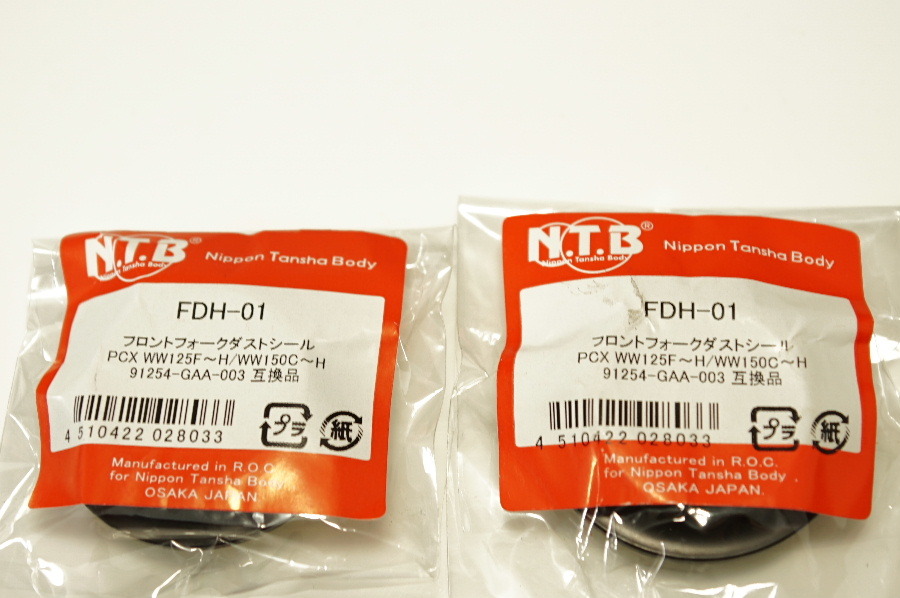 N.T.B® Nippon Tansha Body
Nippon Tansha Body
FDH-01
フロントフォークダストシール
PCX WW125F～H/WW150C～H
91254-GAA-003 互換品
4 510422 028033
プラ 紙
Manufactured in R.O.C.
for Nippon Tansha Body
OSAKA JAPAN.
N.T.B® Nippon Tansha Body
Nippon Tansha Body
FDH-01
フロントフォークダストシール
PCX WW125F～H/WW150C～H
91254-GAA-003 互換品
4 510422 028033
プラ 紙
Manufactured in R.O.C.
for Nippon Tansha Body
OSAKA JAPAN.